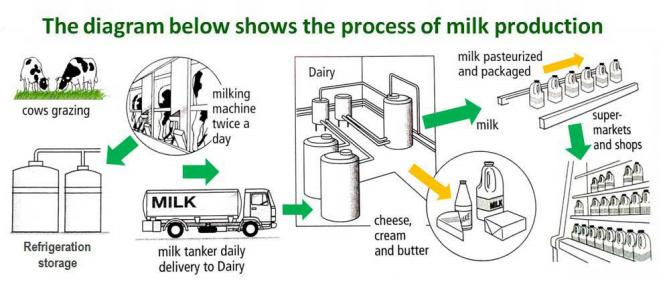 The diagram below shows the process of milk production
cows grazing
milking
machine
twice a
day
Refrigeration
storage
MILK
milk tanker daily
delivery to Dairy
Dairy
milk pasteurized
and packaged
milk
cheese,
cream
and butter
MILK
super-
markets
and shops